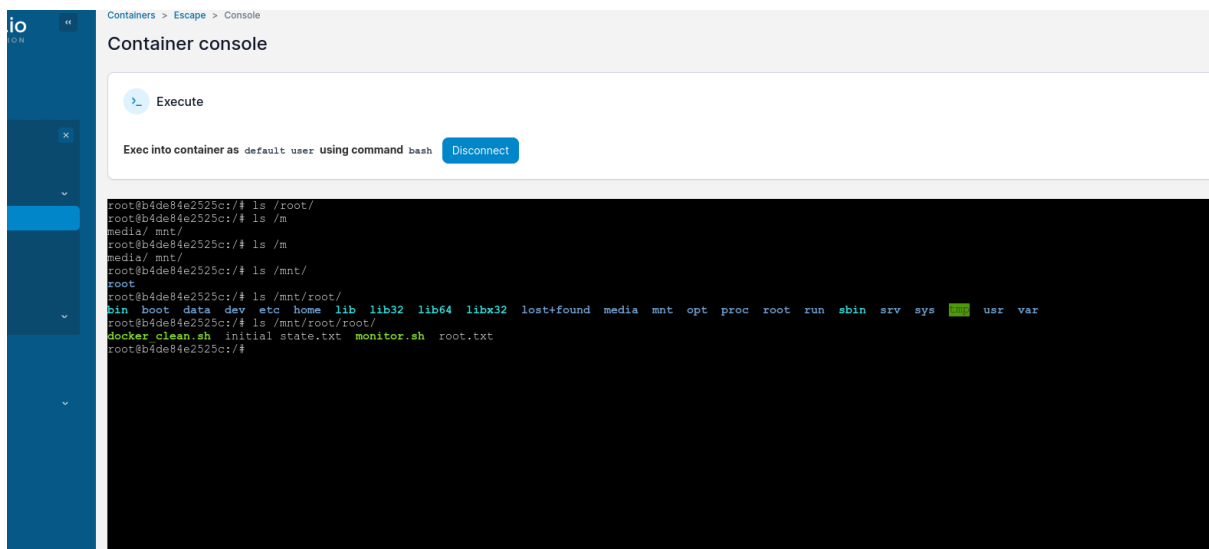 .io
ION
Containers > Escape > Console
Container console
>_ Execute
Exec into container as default user using command bash Disconnect
root@b4de84e2525c:/# ls /root/
root@b4de84e2525c:/# ls /m
media/ mnt/
root@b4de84e2525c:/# ls /m
media/ mnt/
root@b4de84e2525c:/# ls /mnt/
root
root@b4de84e2525c:/# ls /mnt/root/
bin boot data dev etc home lib lib32 lib64 libx32 lost+found media mnt opt proc root run sbin srv sys tmp usr var
root@b4de84e2525c:/# ls /mnt/root/root/
docker_clean.sh initial state.txt monitor.sh root.txt
root@b4de84e2525c:/#